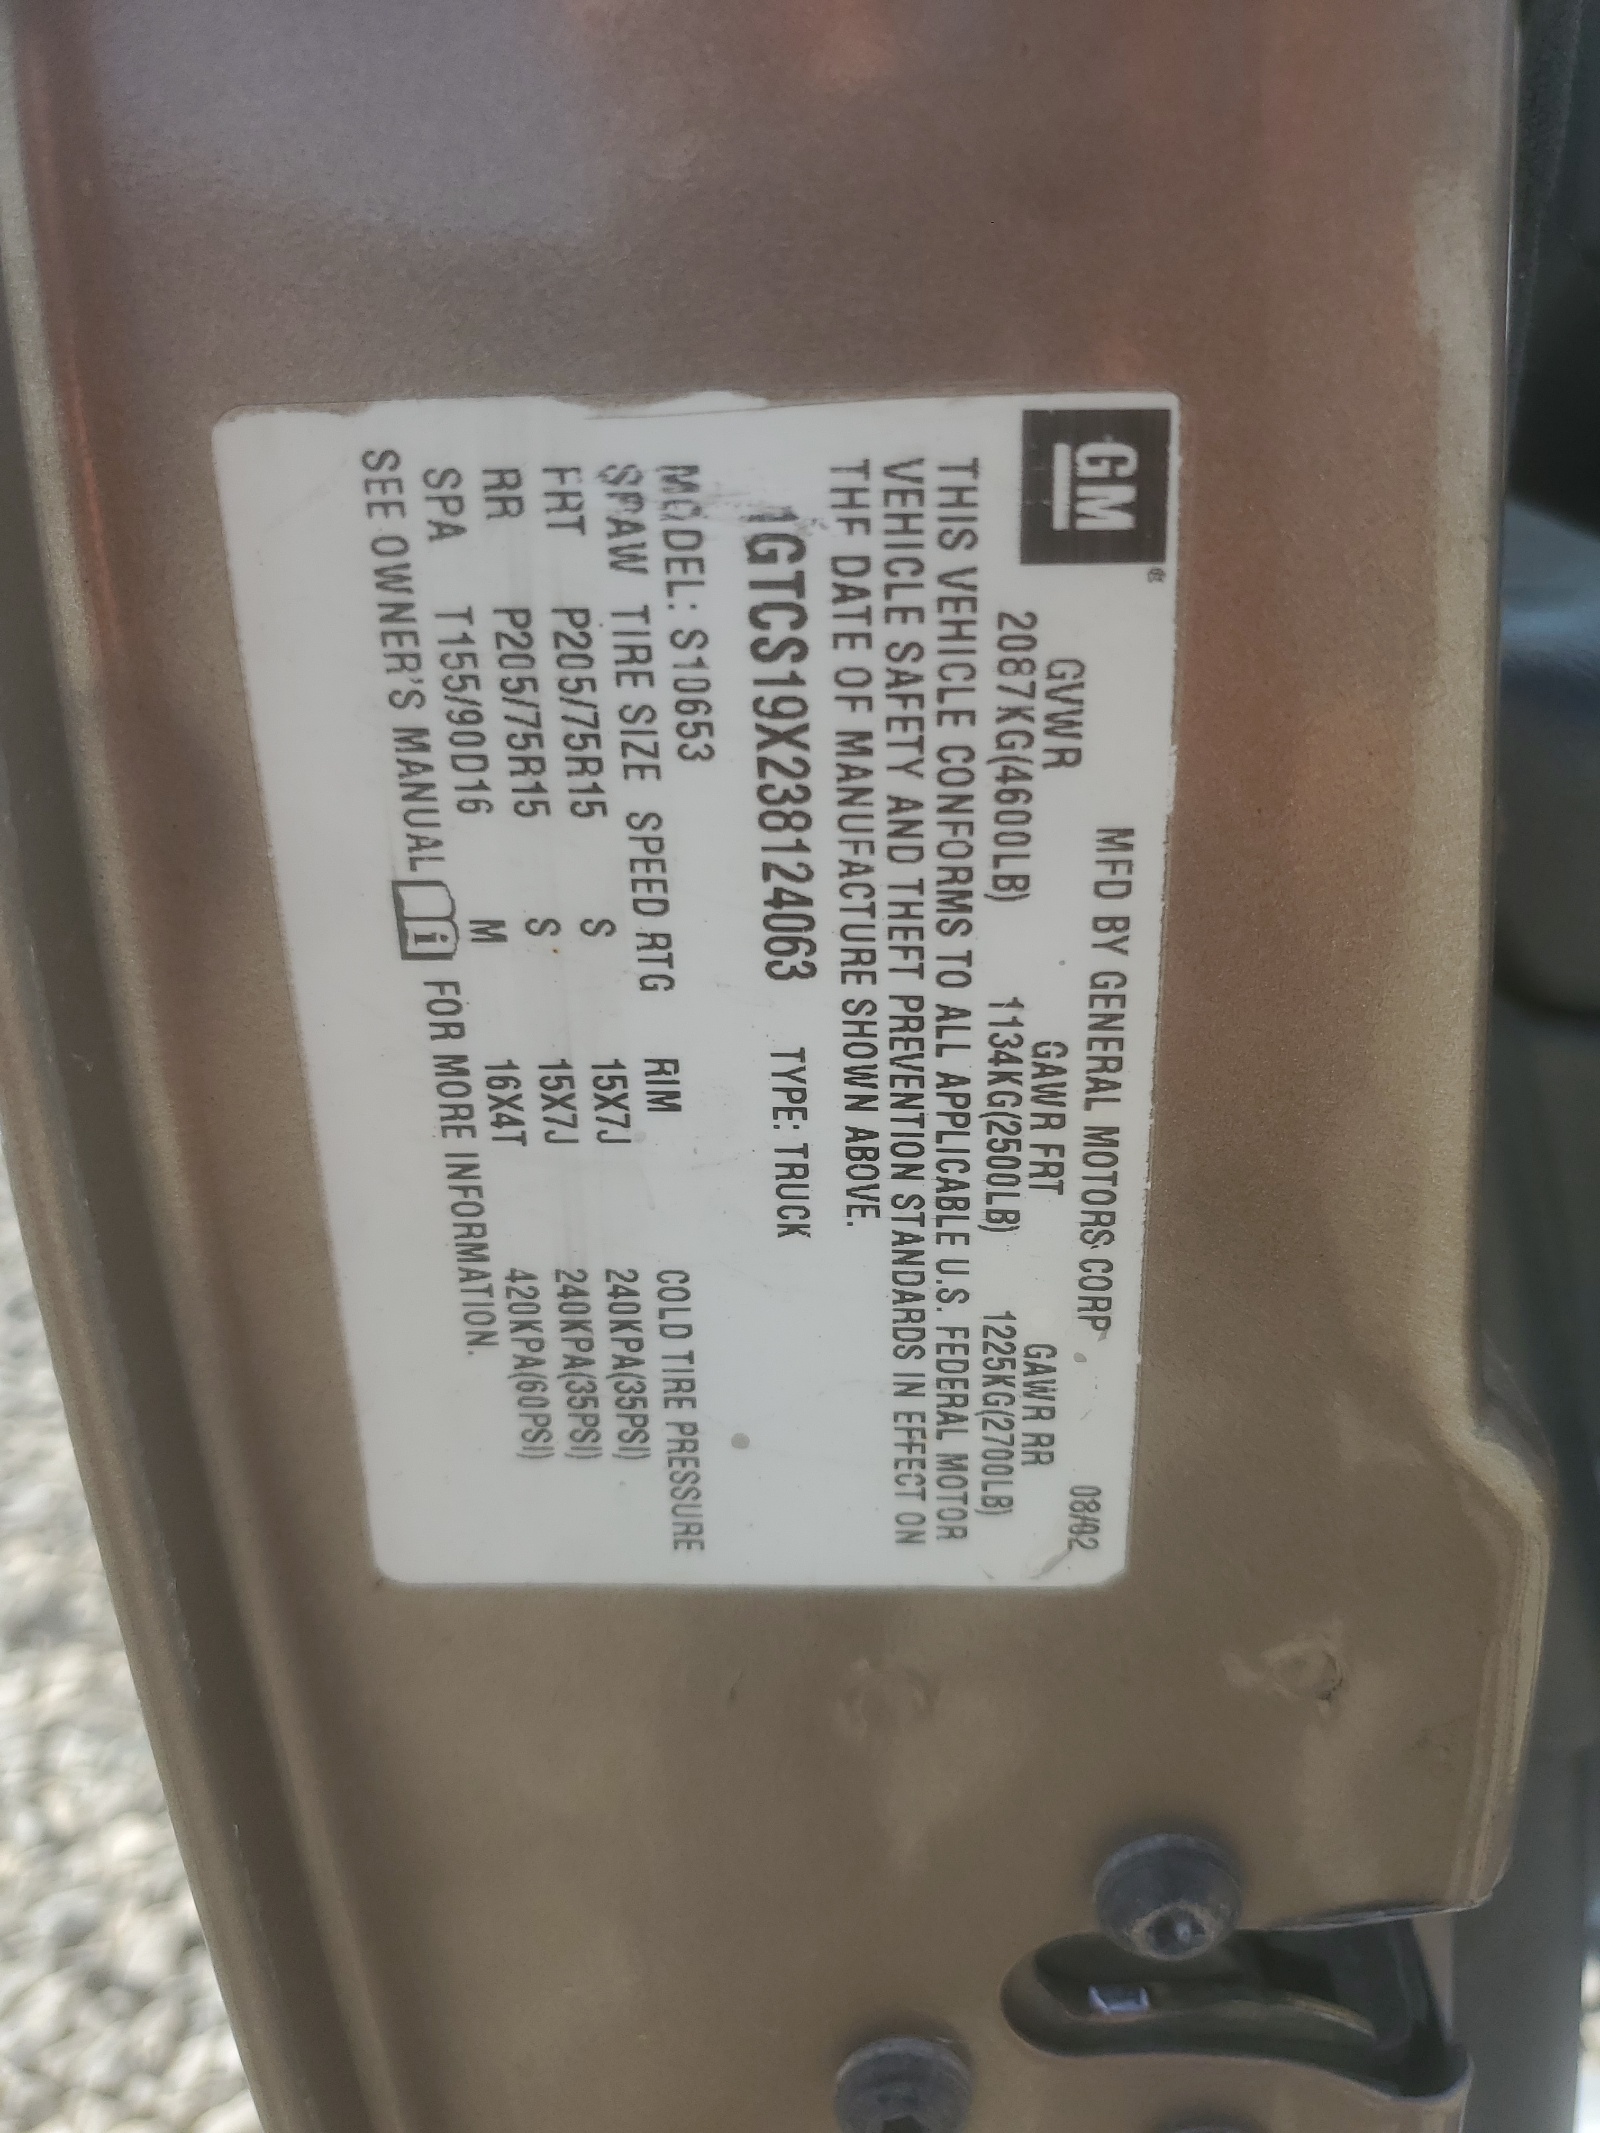 GM®
MFD BY GENERAL MOTORS CORP 08/02
GVWR GAWR FRT GAWR RR
2087KG(4600LB) 1134KG(2500LB) 1225KG(2700LB)
THIS VEHICLE CONFORMS TO ALL APPLICABLE U.S. FEDERAL MOTOR
VEHICLE SAFETY AND THEFT PREVENTION STANDARDS IN EFFECT ON
THE DATE OF MANUFACTURE SHOWN ABOVE.
1GTCS19X238124063 TYPE: TRUCK
MODEL: S10653
SPAW TIRE SIZE SPEED RTG RIM COLD TIRE PRESSURE
FRT P205/75R15 S 15X7J 240KPA(35PSI)
RR P205/75R15 S 15X7J 240KPA(35PSI)
SPA T155/90D16 M 16X4T 420KPA(60PSI)
SEE OWNER'S MANUAL i FOR MORE INFORMATION.